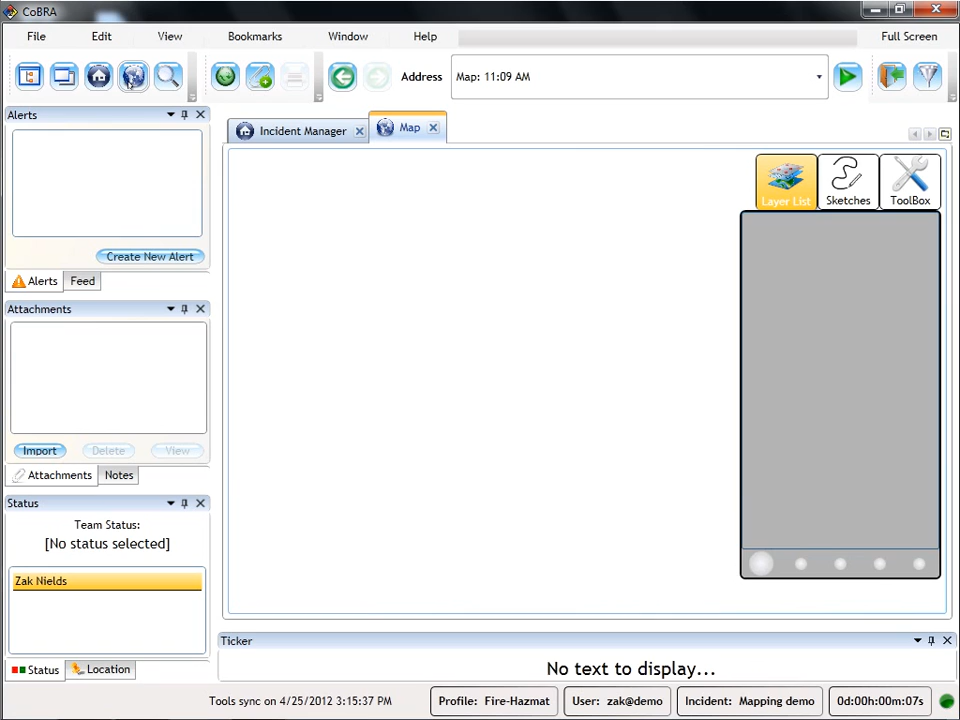 CoBRA
File Edit View Bookmarks Window Help Full Screen
Address Map: 11:09 AM
Alerts
Incident Manager Map
Layer List Sketches ToolBox
Create New Alert
Alerts Feed
Attachments
Import Delete View
Attachments Notes
Status
Team Status:
[No status selected]
Zak Nields
Ticker
No text to display...
Status Location
Tools sync on 4/25/2012 3:15:37 PM Profile: Fire-Hazmat User: zak@demo Incident: Mapping demo 0d:00h:00m:07s